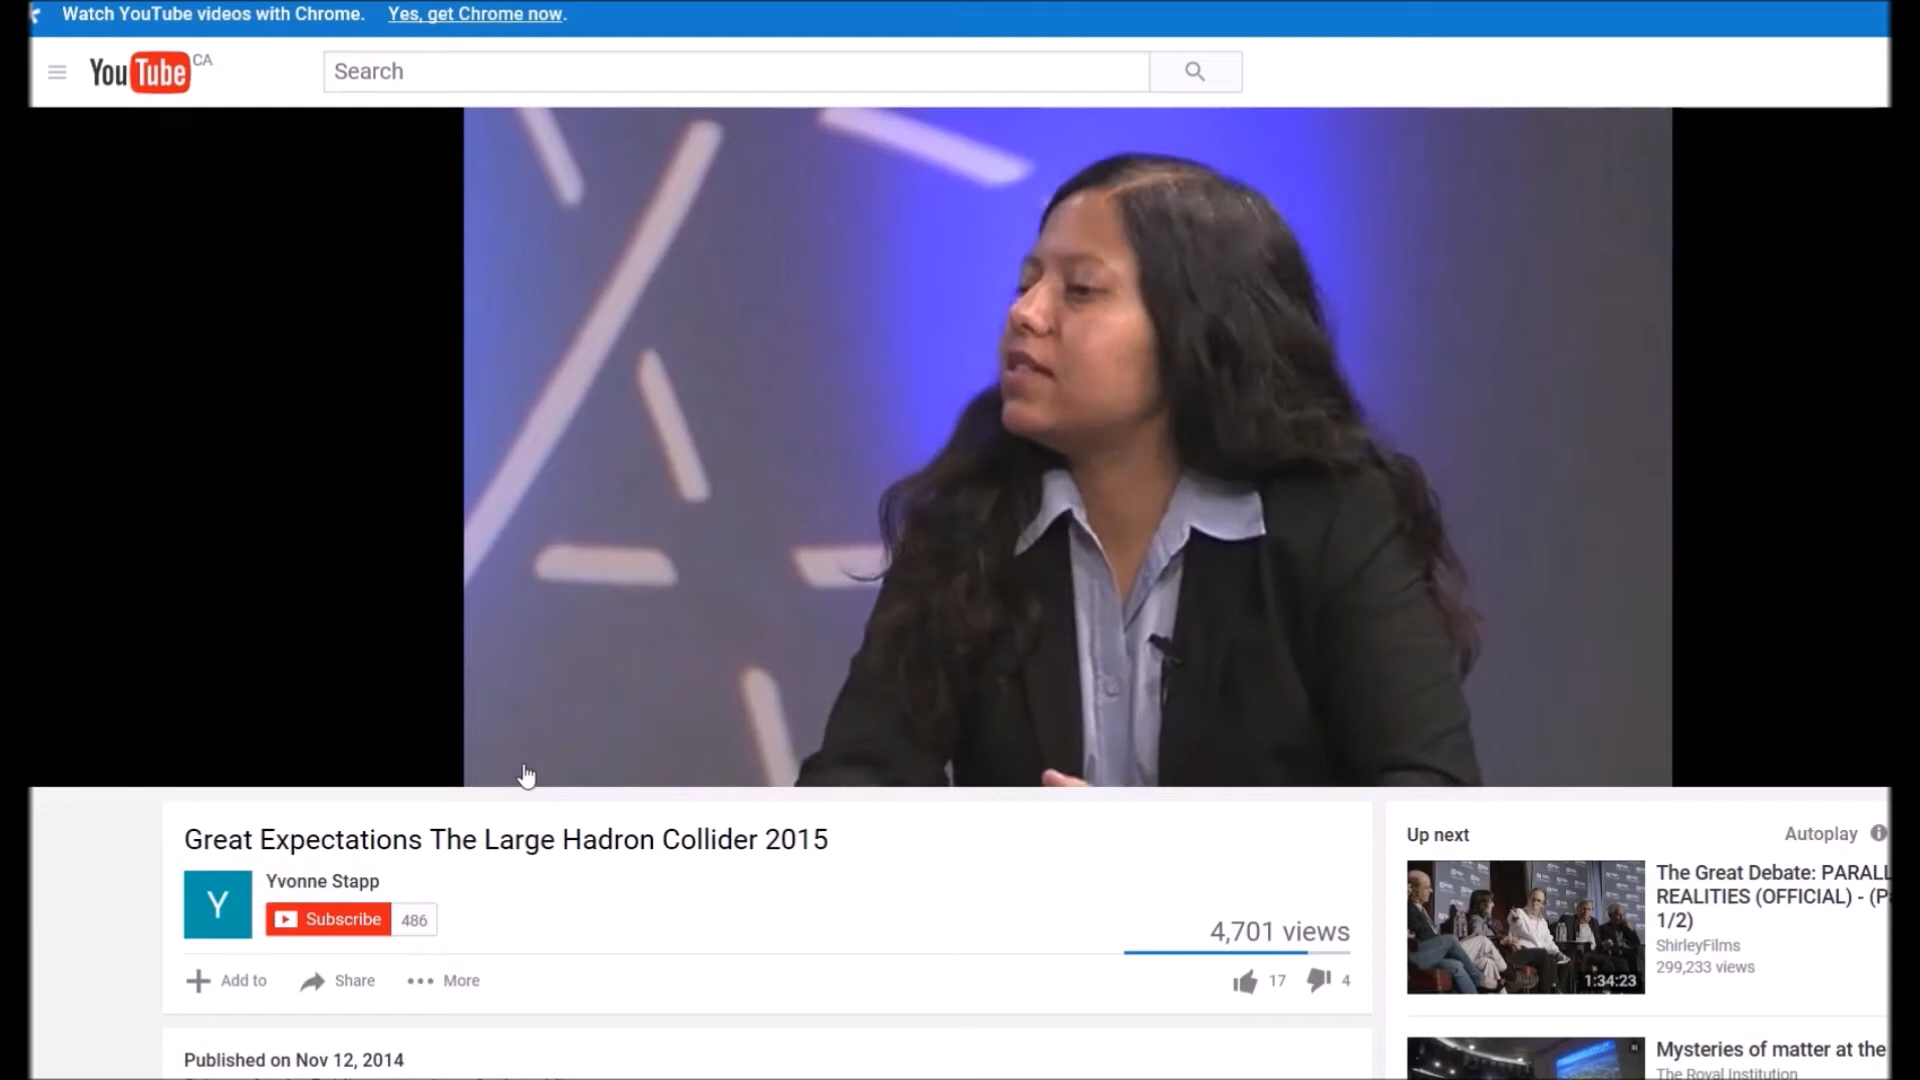 Watch YouTube videos with Chrome. Yes, get Chrome now.
YouTube CA
Search
Great Expectations The Large Hadron Collider 2015
Y
Yvonne Stapp
Subscribe 486
4,701 views
Add to Share More
17 4
Published on Nov 12, 2014
Up next Autoplay
The Great Debate: PARALL
REALITIES (OFFICIAL) - (P
1/2)
ShirleyFilms
299,233 views
1:34:23
Mysteries of matter at the
The Royal Institution